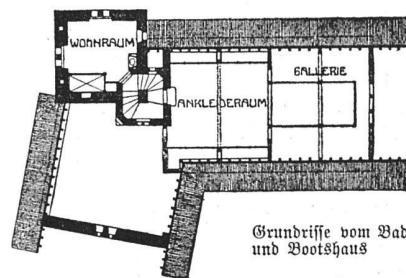 WOHNRAUM
GALLERIE
ANKLEIDERAUM
Grundrisse vom Bad
und Bootshaus